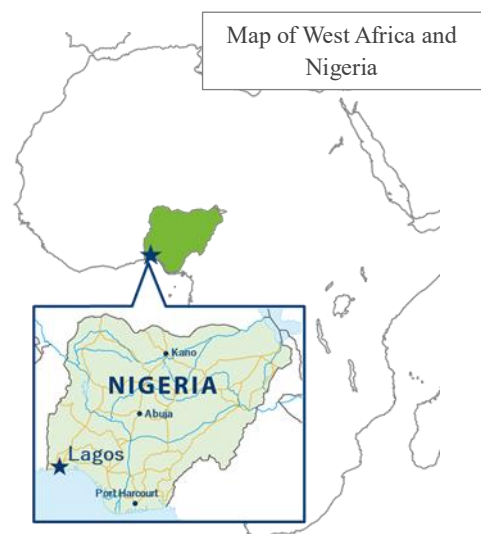 Map of West Africa and
Nigeria
Kano
NIGERIA
Abuja
Lagos
Port Harcourt